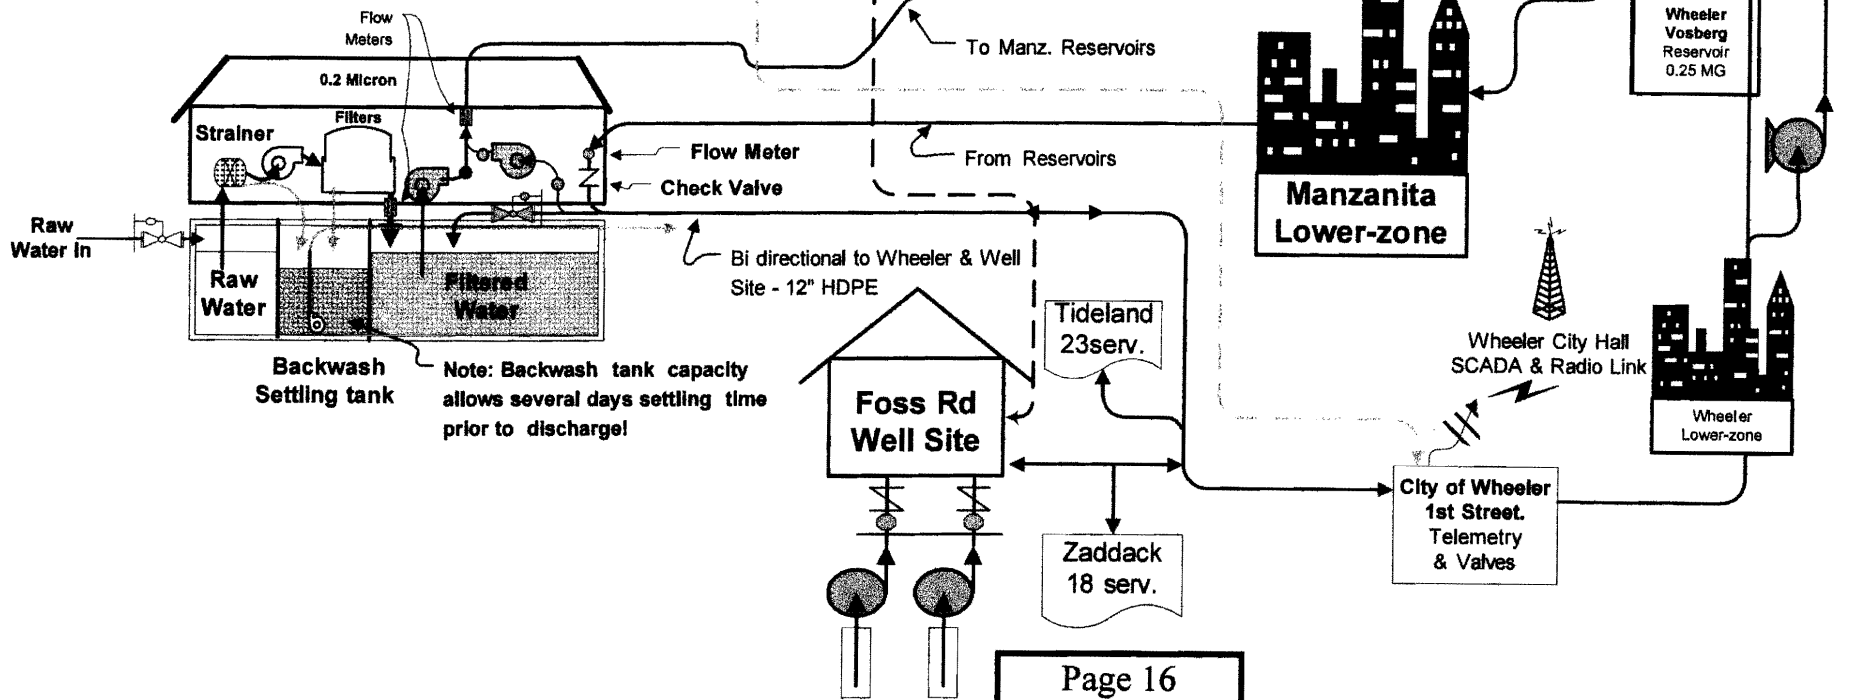 Flow
Meters
0.2 Micron
Filters
Strainer
Flow Meter
Check Valve
To Manz. Reservoirs
From Reservoirs
Raw
Water In
Raw
Water
Filtered
Water
Backwash
Settling tank
Note: Backwash tank capacity
allows several days settling time
prior to discharge!
Bi directional to Wheeler & Well
Site - 12" HDPE
Manzanita
Lower-zone
Wheeler
Vosberg
Reservoir
0.25 MG
Tideland
23serv.
Foss Rd
Well Site
Zaddack
18 serv.
Wheeler City Hall
SCADA & Radio Link
Wheeler
Lower-zone
City of Wheeler
1st Street.
Telemetry
& Valves
Page 16